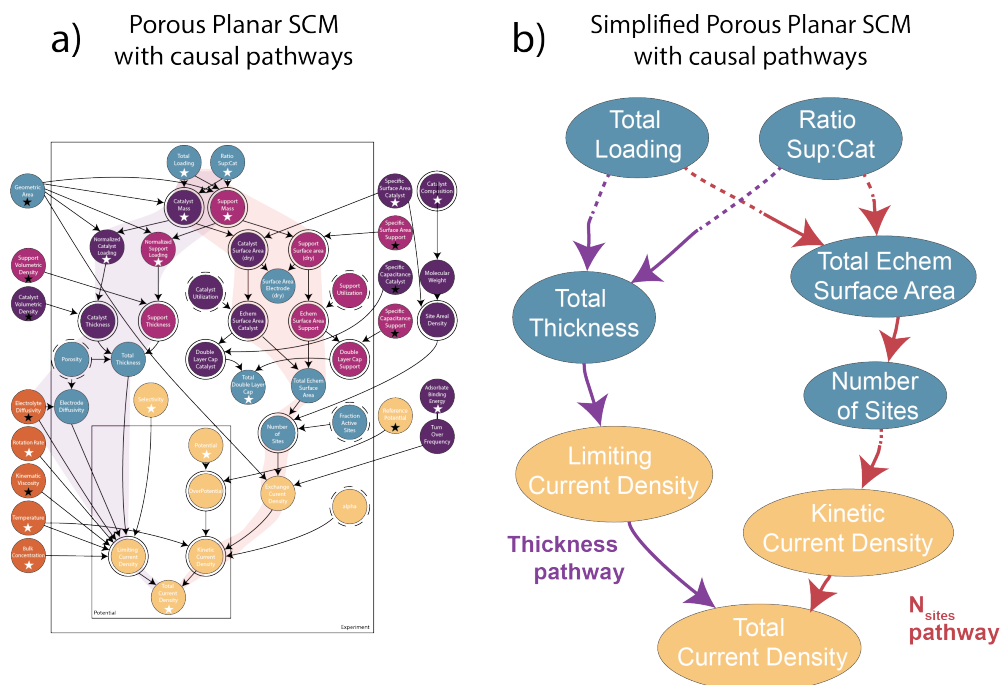 a)
Porous Planar SCM
with causal pathways
Total
Loading
Ratio
Sup:Cat
Geometric
Area
Catalyst
Mass
Support
Mass
Specific
Surface Area
Catalyst
Catalyst
Composition
Normalized
Catalyst
Loading
Normalized
Support
Loading
Catalyst
Surface Area
(dry)
Support
Surface area
(dry)
Specific
Surface Area
Support
Support
Volumetric
Density
Catalyst
Volumetric
Density
Surface Area
Electrode
(dry)
Specific
Capacitance
Catalyst
Molecular
Weight
Catalyst
Utilization
Support
Utilization
Catalyst
Thickness
Support
Thickness
Echem
Surface Area
Catalyst
Echem
Surface Area
Support
Specific
Capacitance
Support
Site Areal
Density
Porosity
Total
Thickness
Double
Layer Cap
Catalyst
Total
Double Layer
Cap
Double Layer
Cap
Support
Total Echem
Surface
Area
Electrolyte
Diffusivity
Electrode
Diffusivity
Selectivity
Adsorbate
Binding
Energy
Number
of Sites
Fraction
Active
Sites
Reference
Potential
Turn
Over
Frequency
Rotation Rate
Potential
Kinematic
Viscosity
OverPotential
Exchange
Current
Density
alpha
Temperature
Bulk
Concentration
Limiting
Current
Density
Kinetic
Current
Density
Total
Current
Density
Potential
Experiment
b)
Simplified Porous Planar SCM
with causal pathways
Total
Loading
Ratio
Sup:Cat
Total Echem
Surface Area
Total
Thickness
Number
of Sites
Limiting
Current Density
Kinetic
Current Density
Thickness
pathway
N sites
pathway
Total
Current Density